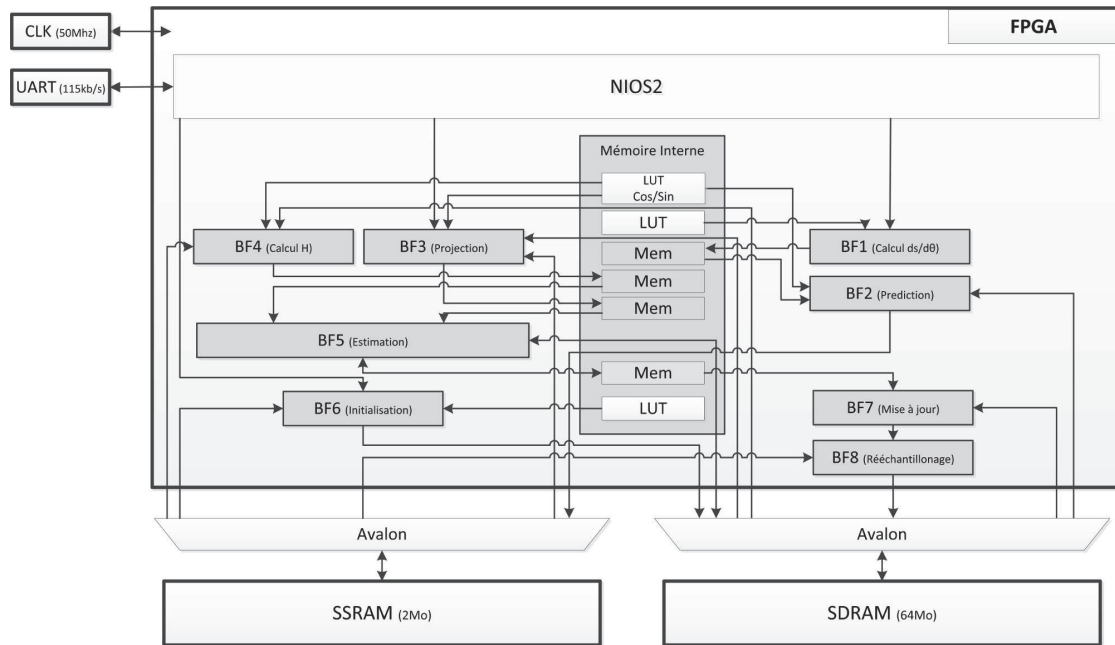 CLK (50Mhz)
FPGA
UART (115kb/s)
NIOS2
Mémoire Interne
LUT
Cos/Sin
LUT
BF4 (Calcul H)
BF3 (Projection)
Mem
BF1 (Calcul ds/dθ)
Mem
BF2 (Prediction)
Mem
BF5 (Estimation)
Mem
BF6 (Initialisation)
LUT
BF7 (Mise à jour)
BF8 (Rééchantillonage)
Avalon
Avalon
SSRAM (2Mo)
SDRAM (64Mo)